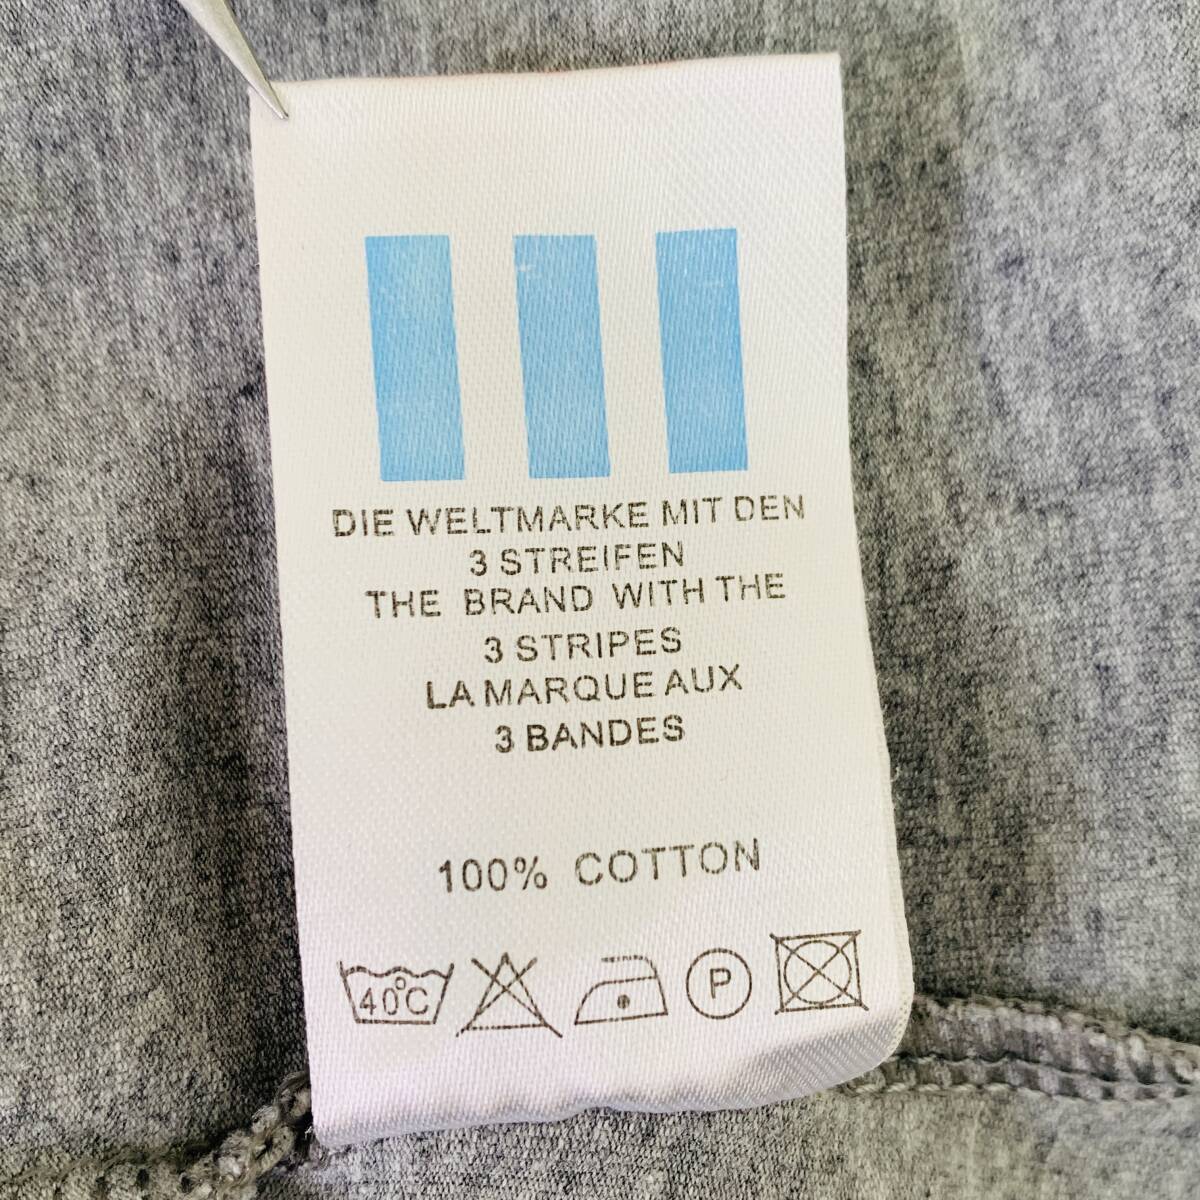 DIE WELTMARKE MIT DEN
3 STREIFEN
THE BRAND WITH THE
3 STRIPES
LA MARQUE AUX
3 BANDES
100% COTTON
40°C P